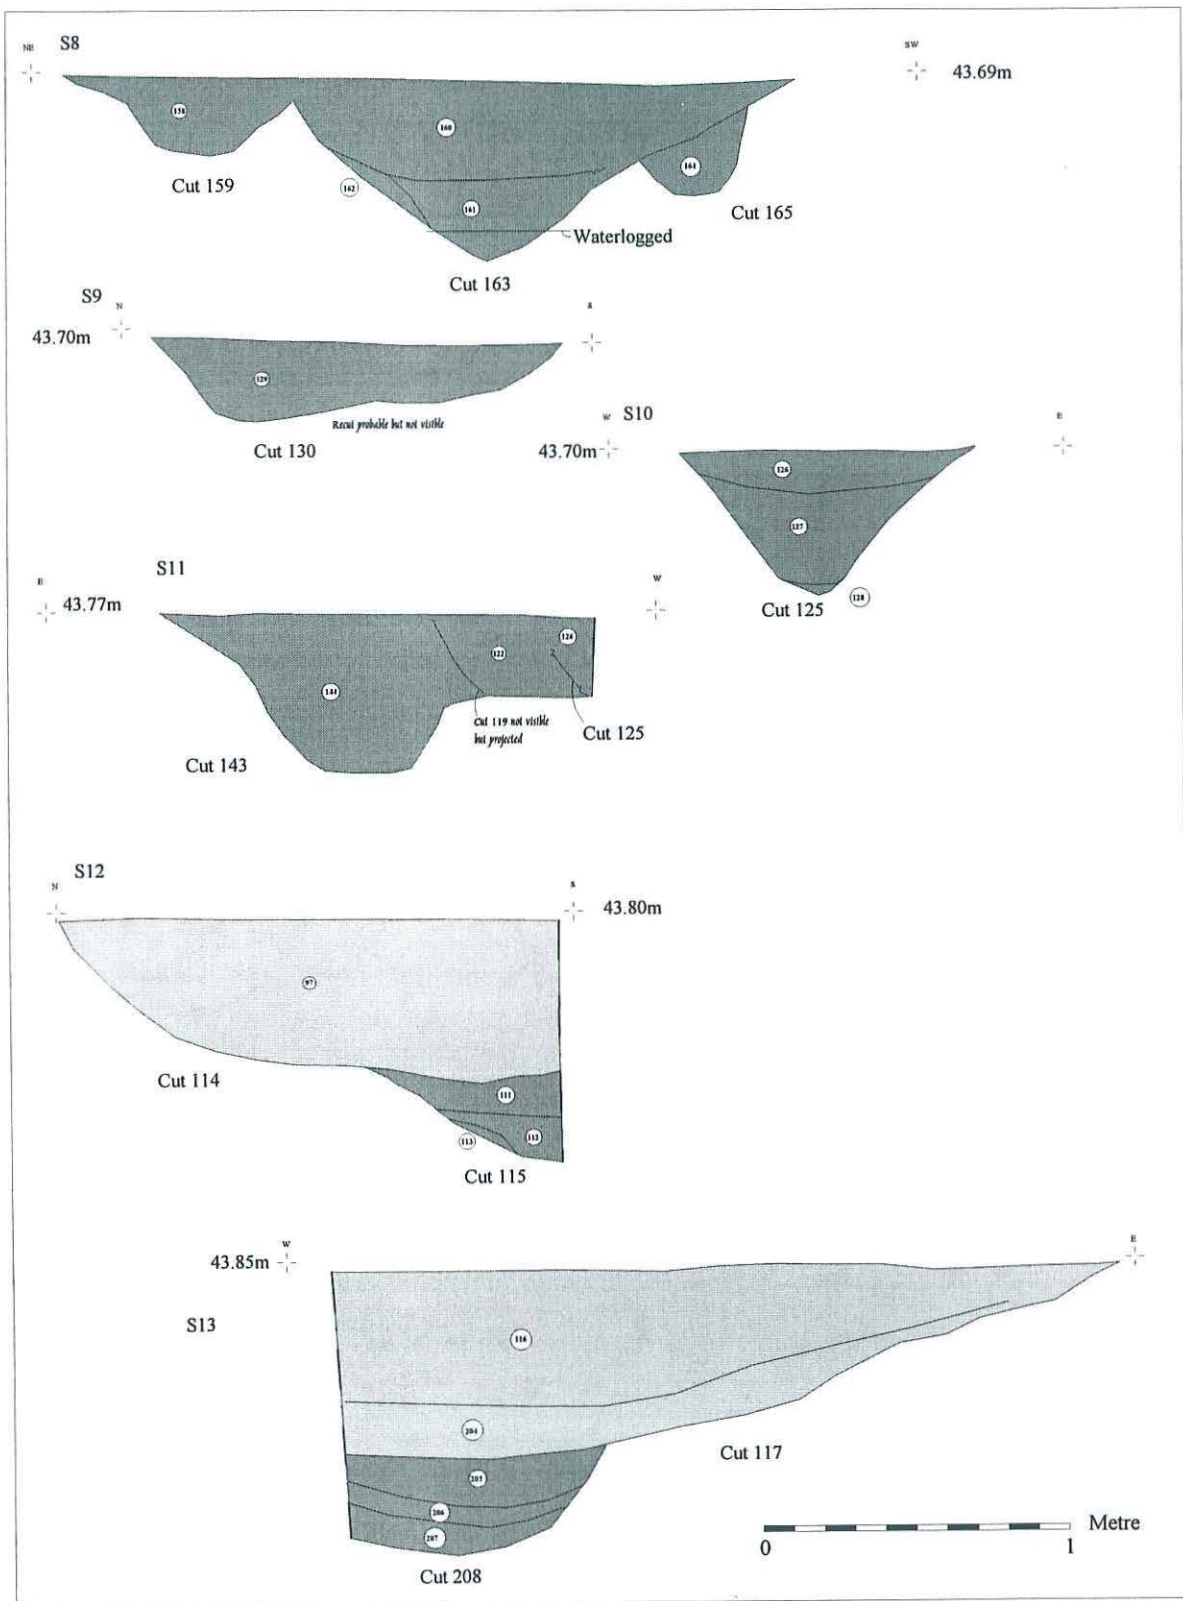 NE S8 SW
43.69m
158
160
162
161
164
Cut 159
Cut 165
Waterlogged
Cut 163
S9 N
43.70m
129
Recut probable but not visible
Cut 130
W S10 E
43.70m
126
127
128
Cut 125
S11
E W
43.77m
126
122
144
Cut 119 not visible
but projected
Cut 125
Cut 143
S12
N
43.80m
97
Cut 114
111
112
113
Cut 115
W E
43.85m
S13
116
204
Cut 117
205
206
207
Cut 208
Metre
0 1